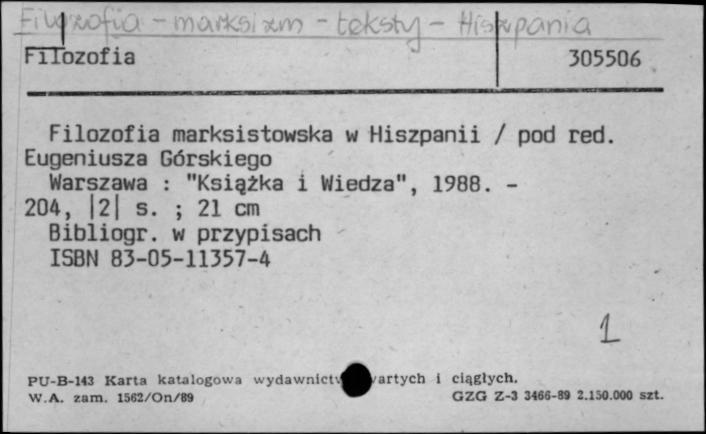 Filozofia - marksizm - teksty - Hiszpania
Filozofia 305506
Filozofia marksistowska w Hiszpanii / pod red.
Eugeniusza Górskiego
Warszawa : "Książka i Wiedza", 1988. -
204, |2| s. ; 21 cm
Bibliogr. w przypisach
ISBN 83-05-11357-4
1
PU-B-143 Karta katalogowa i ciągłych.
W.A. zam. 1562/On/89 GZG Z-3 3466-89 2.150.000 szt.